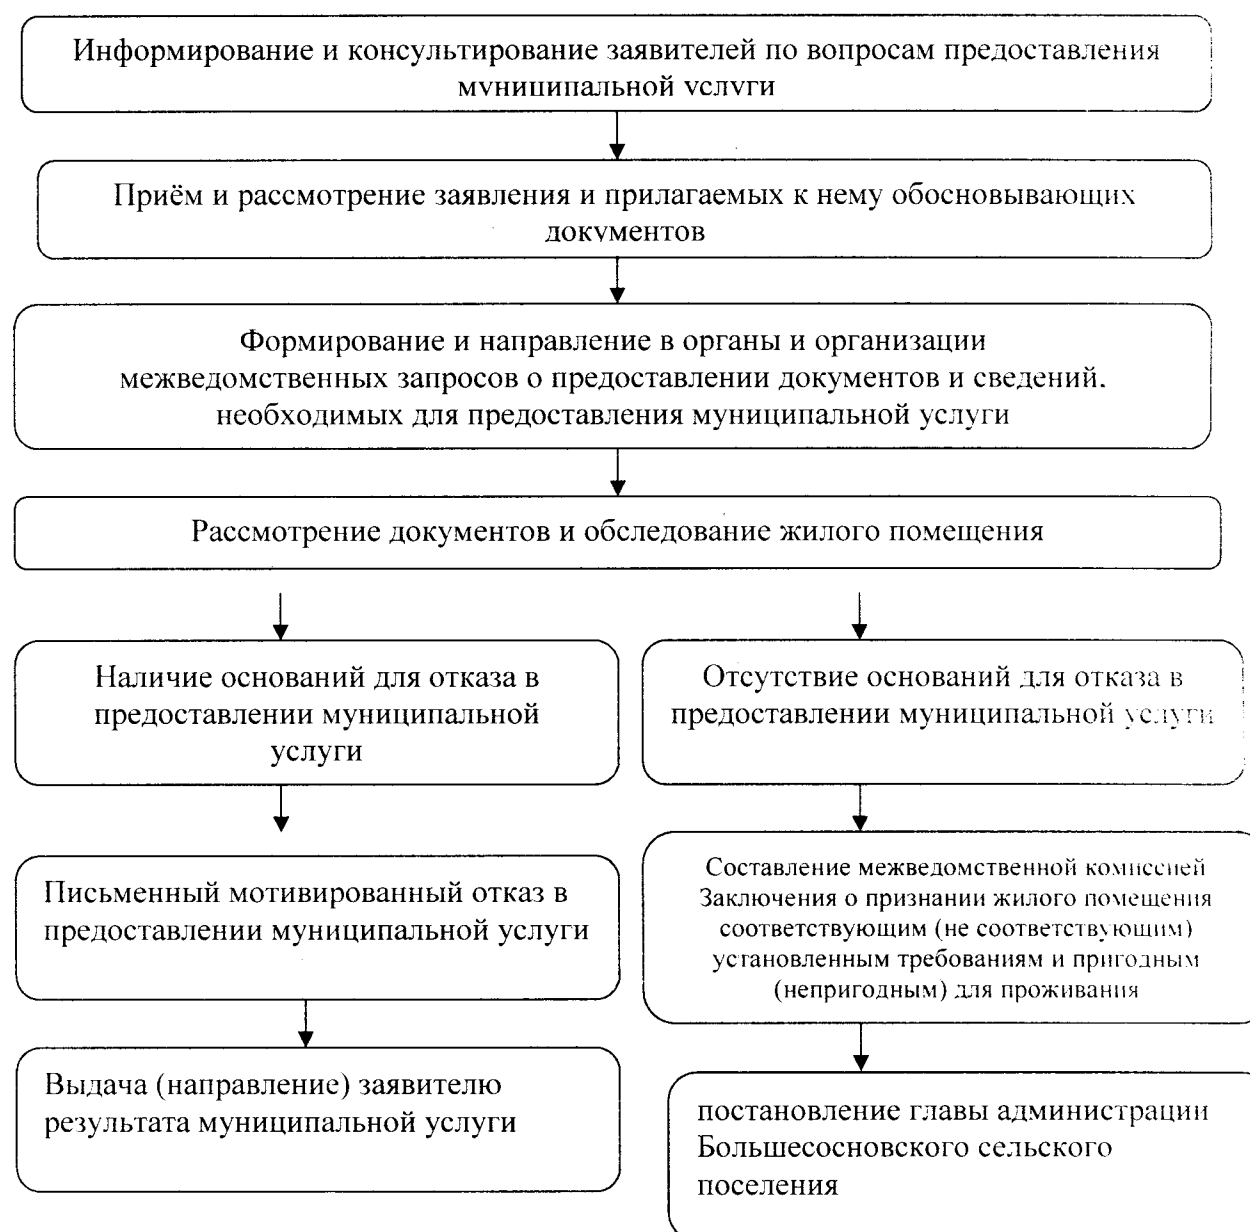 Информирование и консультирование заявителей по вопросам предоставления
муниципальной услуги
Приём и рассмотрение заявления и прилагаемых к нему обосновывающих
документов
Формирование и направление в органы и организации
межведомственных запросов о предоставлении документов и сведений.
необходимых для предоставления муниципальной услуги
Рассмотрение документов и обследование жилого помещения
Наличие оснований для отказа в
предоставлении муниципальной
услуги
Отсутствие оснований для отказа в
предоставлении муниципальной услуги
Письменный мотивированный отказ в
предоставлении муниципальной услуги
Составление межведомственной комиссией
Заключения о признании жилого помещения
соответствующим (не соответствующим)
установленным требованиям и пригодным
(непригодным) для проживания
Выдача (направление) заявителю
результата муниципальной услуги
постановление главы администрации
Большесосновского сельского
поселения